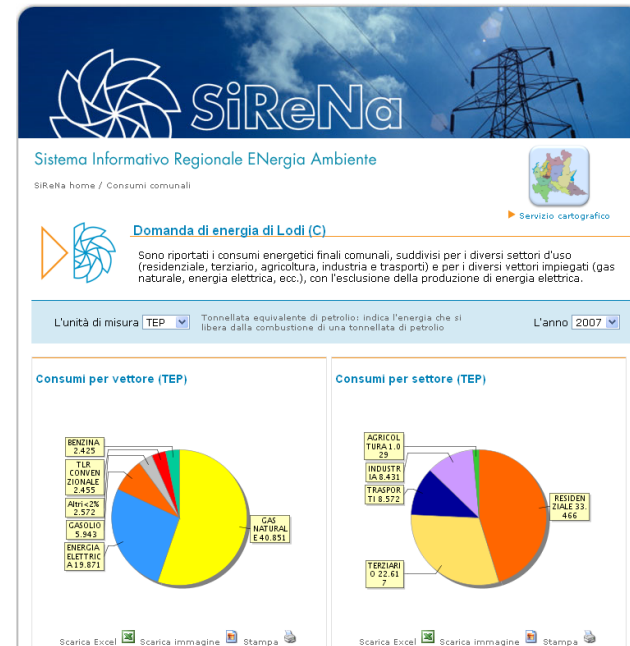 SiReNa
Sistema Informativo Regionale ENergia Ambiente
SiReNa home / Consumi comunali
Servizio cartografico
Domanda di energia di Lodi (C)
Sono riportati i consumi energetici finali comunali, suddivisi per i diversi settori d'uso
(residenziale, terziario, agricoltura, industria e trasporti) e per i diversi vettori impiegati (gas
naturale, energia elettrica, ecc.), con l'esclusione della produzione di energia elettrica.
L'unità di misura TEP
Tonnellata equivalente di petrolio: indica l'energia che si
libera dalla combustione di una tonnellata di petrolio
L'anno 2007
Consumi per vettore (TEP)
BENZINA
2.425
TLR
CONVEN
ZIONALE
2.455
Altri<2%
2.572
GASOLIO
5.943
ENERGIA
ELETTRIC
A 19.871
GAS
NATURAL
E 40.851
Scarica Excel Scarica immagine Stampa
Consumi per settore (TEP)
AGRICOL
TURA 1.0
29
INDUSTR
IA 8.431
TRASPOR
TI 8.572
TERZIARI
O 22.61
7
RESIDEN
ZIALE 33.
466
Scarica Excel Scarica immagine Stampa